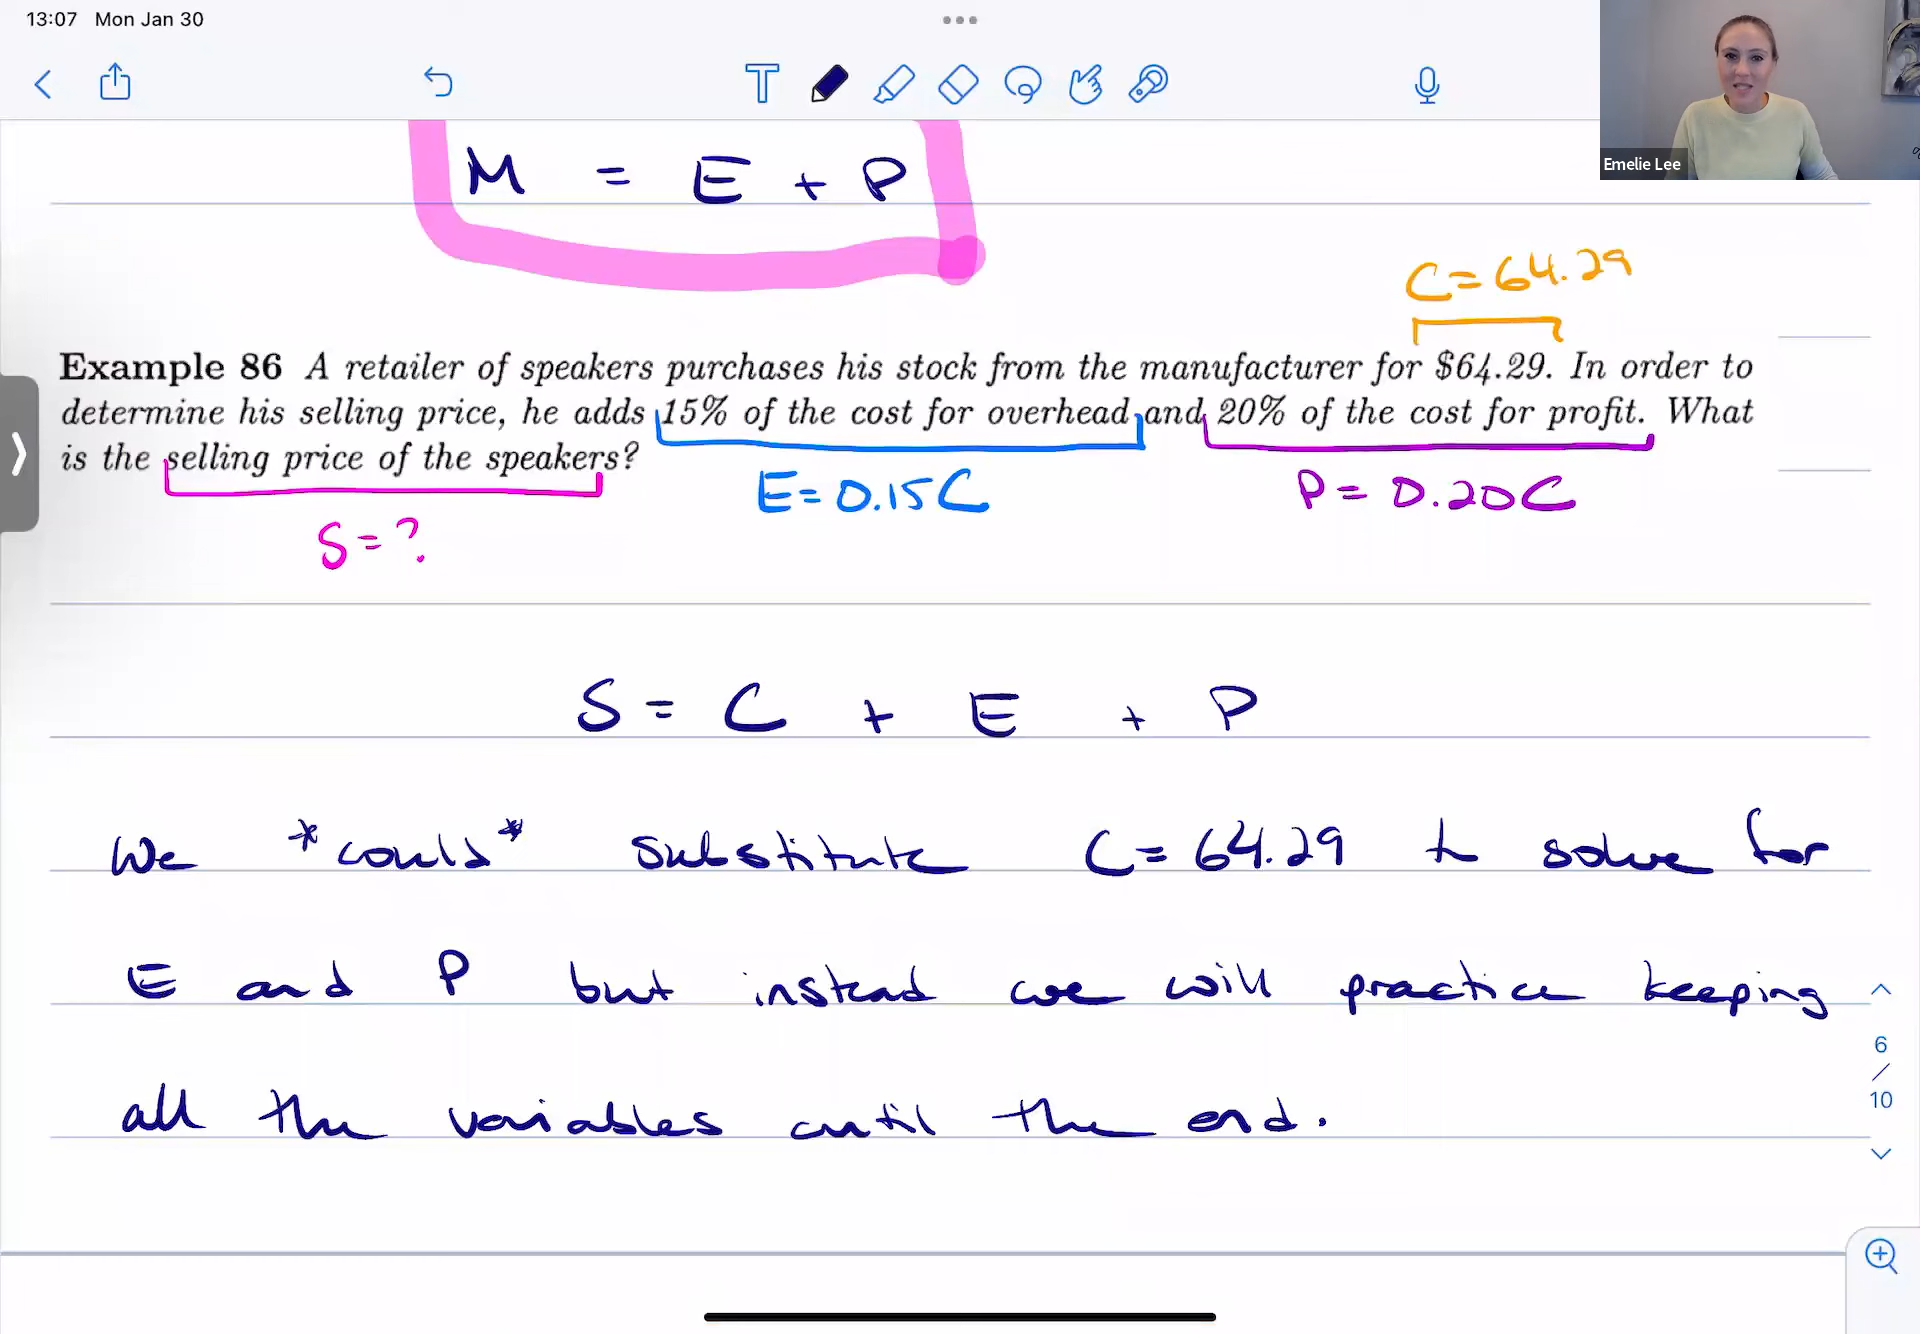 13:07 Mon Jan 30
Emelie Lee
M = E + P
C = 64.29
Example 86 A retailer of speakers purchases his stock from the manufacturer for $64.29. In order to
determine his selling price, he adds 15% of the cost for overhead and 20% of the cost for profit. What
is the selling price of the speakers?
E = 0.15C
P = 0.20C
S = ?
S = C + E + P
We *could* substitute C = 64.29 to solve for
E and P but instead we will practice keeping
all the variables until the end.
6
/
10